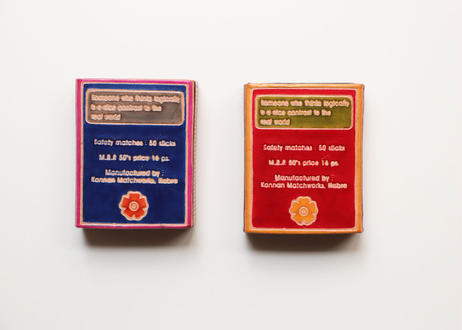 Someone who thinks logically
is a nice contrast to the
real world
Safety matches : 50 sticks
M.R.P 50's price 16 ps.
Manufactured by :
Kannan Matchworks,
Someone who thinks logically
is a nice contrast to the
real world
Safety matches : 50 sticks
M.R.P 50's price 16 ps.
Manufactured by :
Kannan Matchworks,